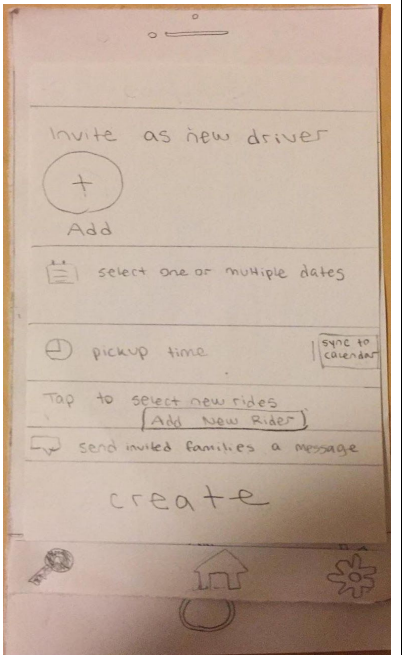 Invite as new driver
+
Add
select one or multiple dates
pickup time
sync to
calendar
Tap to select new rides
Add New Rider
send invited families a message
create